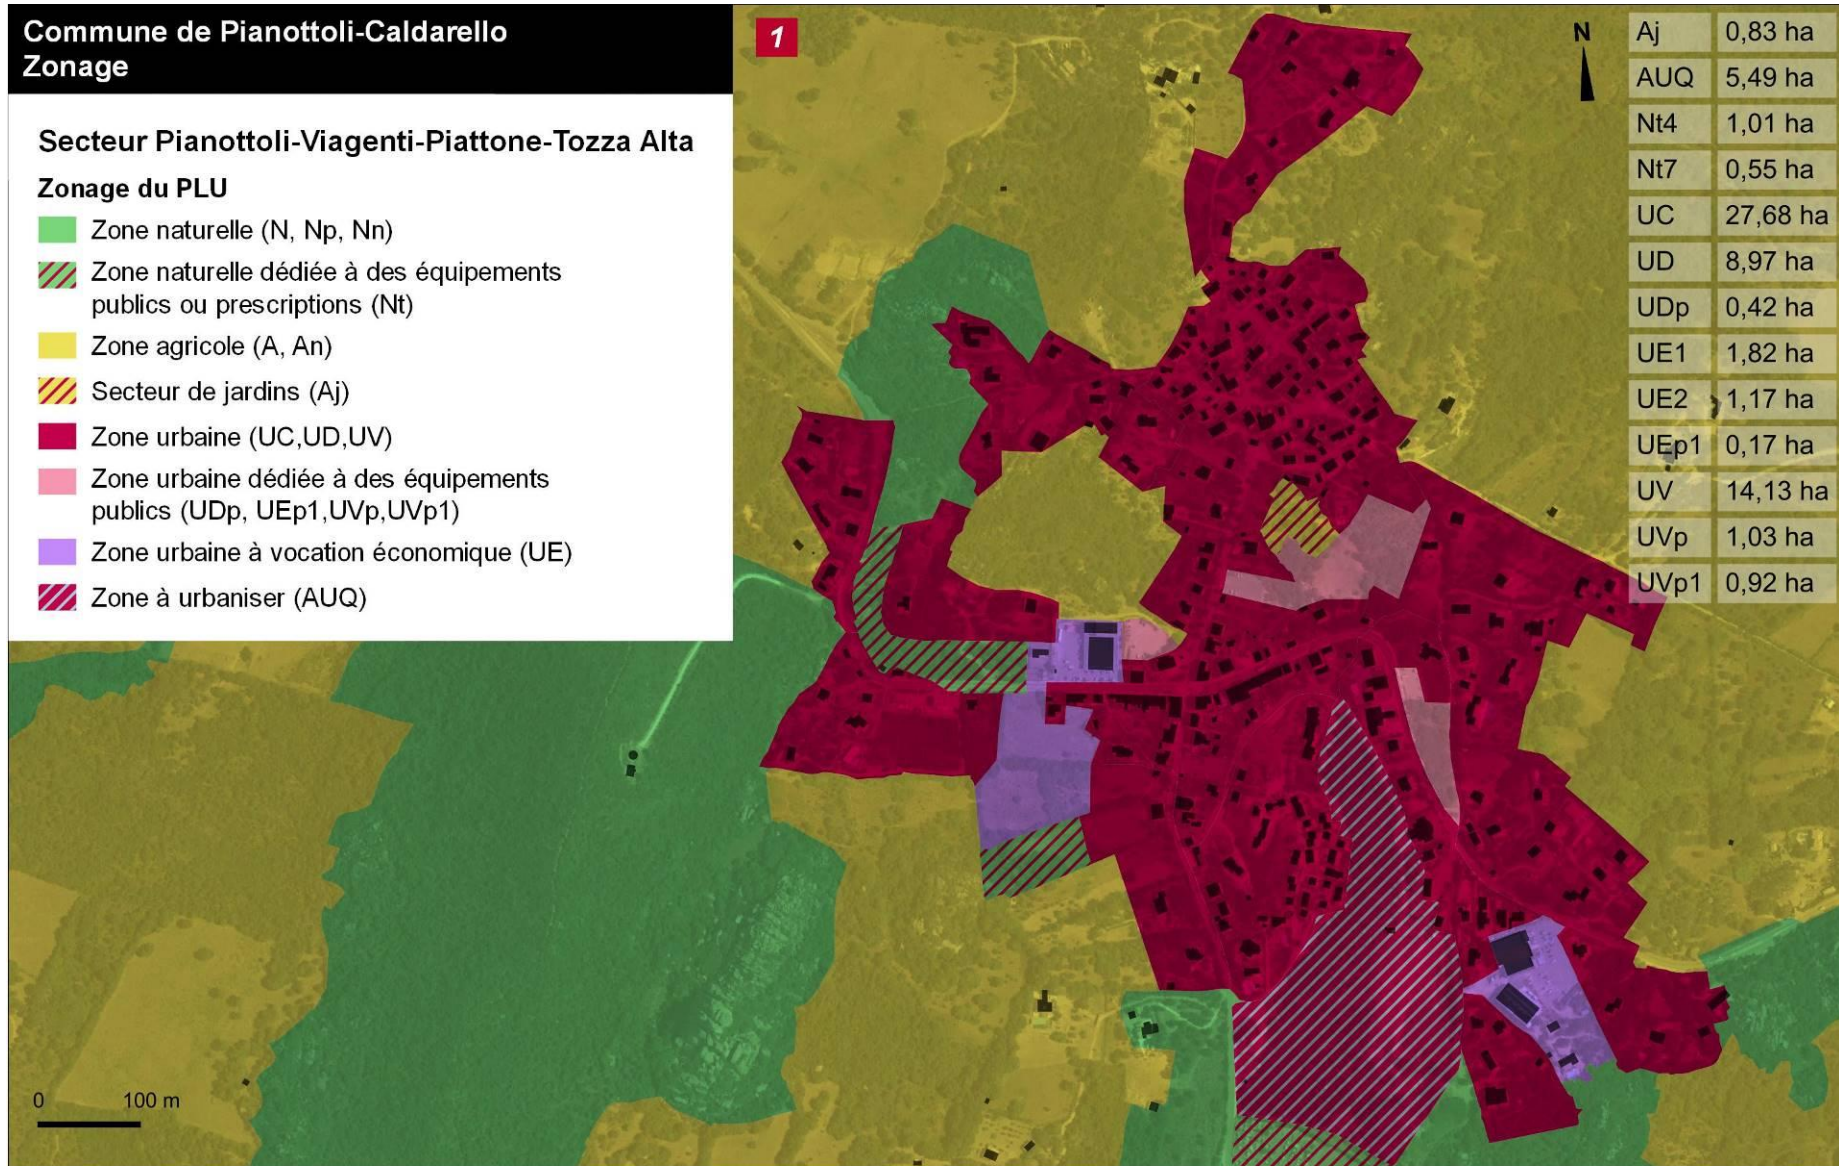 Commune de Pianottoli-Caldarello
Zonage
Secteur Pianottoli-Viagenti-Piattone-Tozza Alta
Zonage du PLU
Zone naturelle (N, Np, Nn)
Zone naturelle dédiée à des équipements
publics ou prescriptions (Nt)
Zone agricole (A, An)
Secteur de jardins (Aj)
Zone urbaine (UC,UD,UV)
Zone urbaine dédiée à des équipements
publics (UDp, UEp1,UVp,UVp1)
Zone urbaine à vocation économique (UE)
Zone à urbaniser (AUQ)
0 100 m
1
N
Aj 0,83 ha
AUQ 5,49 ha
Nt4 1,01 ha
Nt7 0,55 ha
UC 27,68 ha
UD 8,97 ha
UDp 0,42 ha
UE1 1,82 ha
UE2 1,17 ha
UEp1 0,17 ha
UV 14,13 ha
UVp 1,03 ha
UVp1 0,92 ha